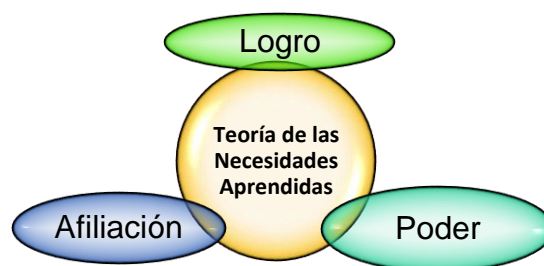 Logro
Teoría de las
Necesidades
Aprendidas
Afiliación
Poder